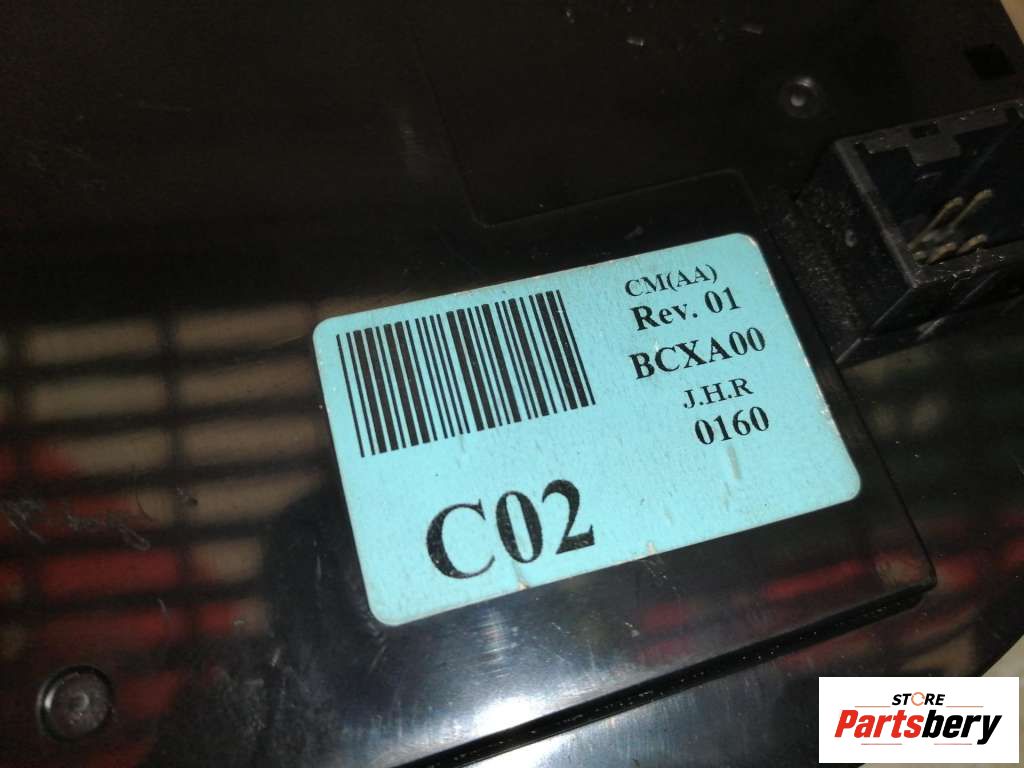 CM(AA)
Rev. 01
BCXA00
J.H.R
0160
C02
STORE
Partsbery